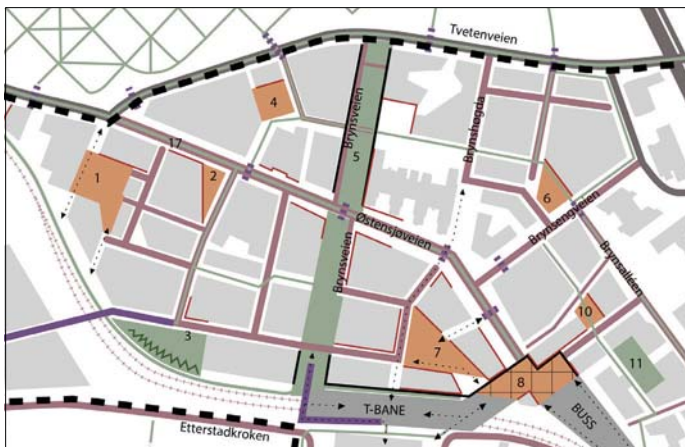 Tvetenveien
4
Brynsveien
5
Brynshøgda
17
1
2
6
Østensjøveien
Brynsengveien
Brynsalléen
Brynsveien
3
7
10
11
8
T-BANE
BUSS
Etterstadkroken